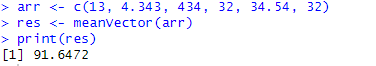 > arr <- c(13, 4.343, 434, 32, 34.54, 32)
> res <- meanVector(arr)
> print(res)
[1] 91.6472